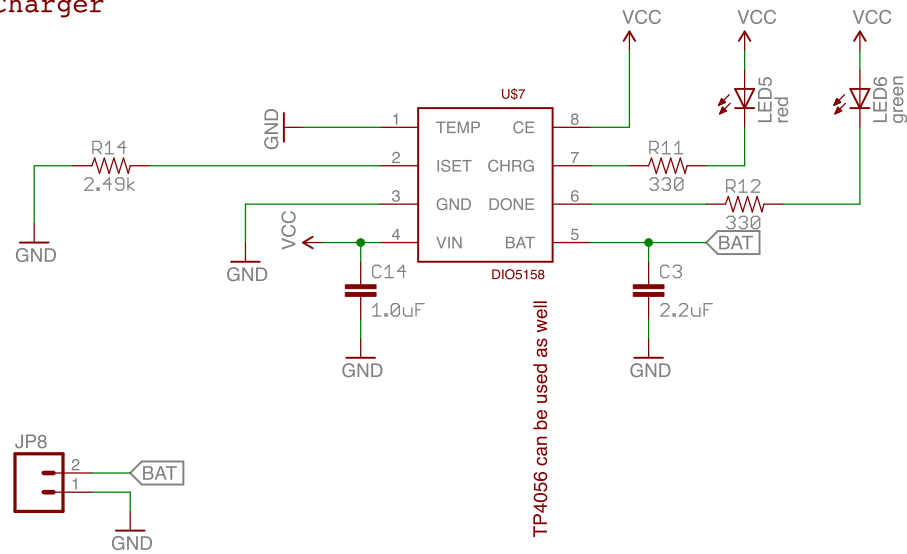 Charger
VCC
VCC
VCC
U$7
LED5
red
LED6
green
GND
1
TEMP
CE
8
R14
2.49k
2
ISET
CHRG
7
R11
330
3
GND
DONE
6
R12
330
VCC
4
VIN
BAT
5
BAT
GND
GND
DIO5158
C14
1.0uF
C3
2.2uF
TP4056 can be used as well
GND
GND
JP8
2
BAT
1
GND